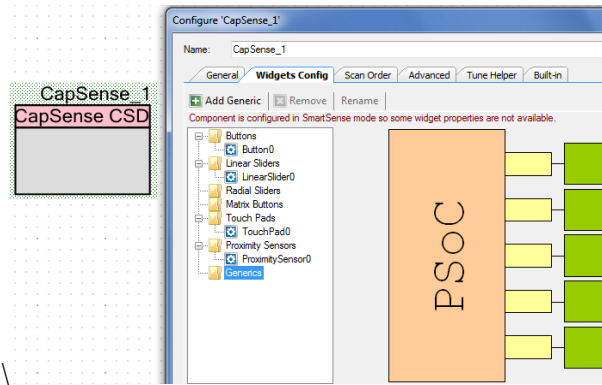 Configure 'CapSense_1'
Name: CapSense_1
General Widgets Config Scan Order Advanced Tune Helper Built-in
Add Generic Remove Rename
Component is configured in SmartSense mode so some widget properties are not available.
CapSense_1
CapSense CSD
Buttons
Button0
Linear Sliders
LinearSlider0
Radial Sliders
Matrix Buttons
Touch Pads
TouchPad0
Proximity Sensors
ProximitySensor0
Generics
PSoC
\